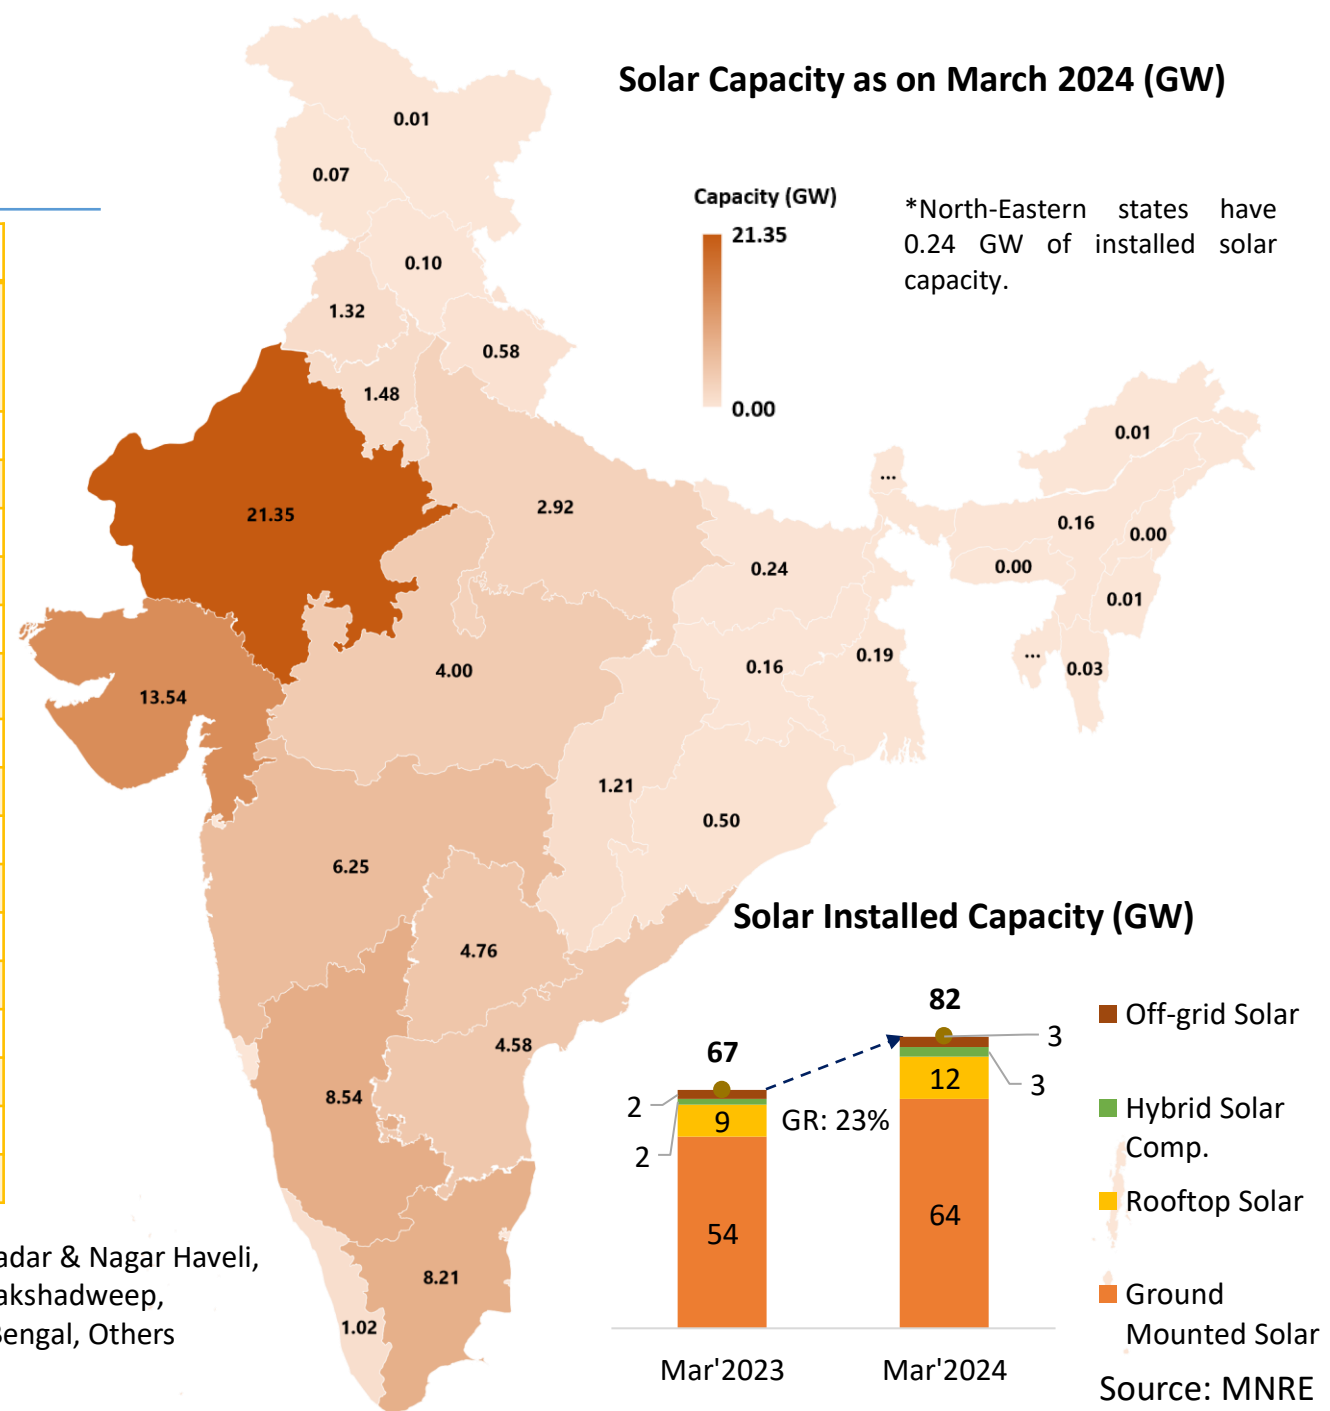 Solar Capacity as on March 2024 (GW)
Capacity (GW)
21.35
0.00
*North-Eastern states have
0.24 GW of installed solar
capacity.
0.01
0.07
0.10
1.32
0.58
1.48
21.35
2.92
0.24
...
0.01
0.16
0.00
0.00
0.01
...
0.03
13.54
4.00
0.16
0.19
1.21
0.50
6.25
4.76
4.58
8.54
8.21
1.02
Solar Installed Capacity (GW)
67
82
2
2
9
54
GR: 23%
3
3
12
64
Mar'2023
Mar'2024
Off-grid Solar
Hybrid Solar
Comp.
Rooftop Solar
Ground
Mounted Solar
Source: MNRE
adar & Nagar Haveli,
akshadweep,
Bengal, Others